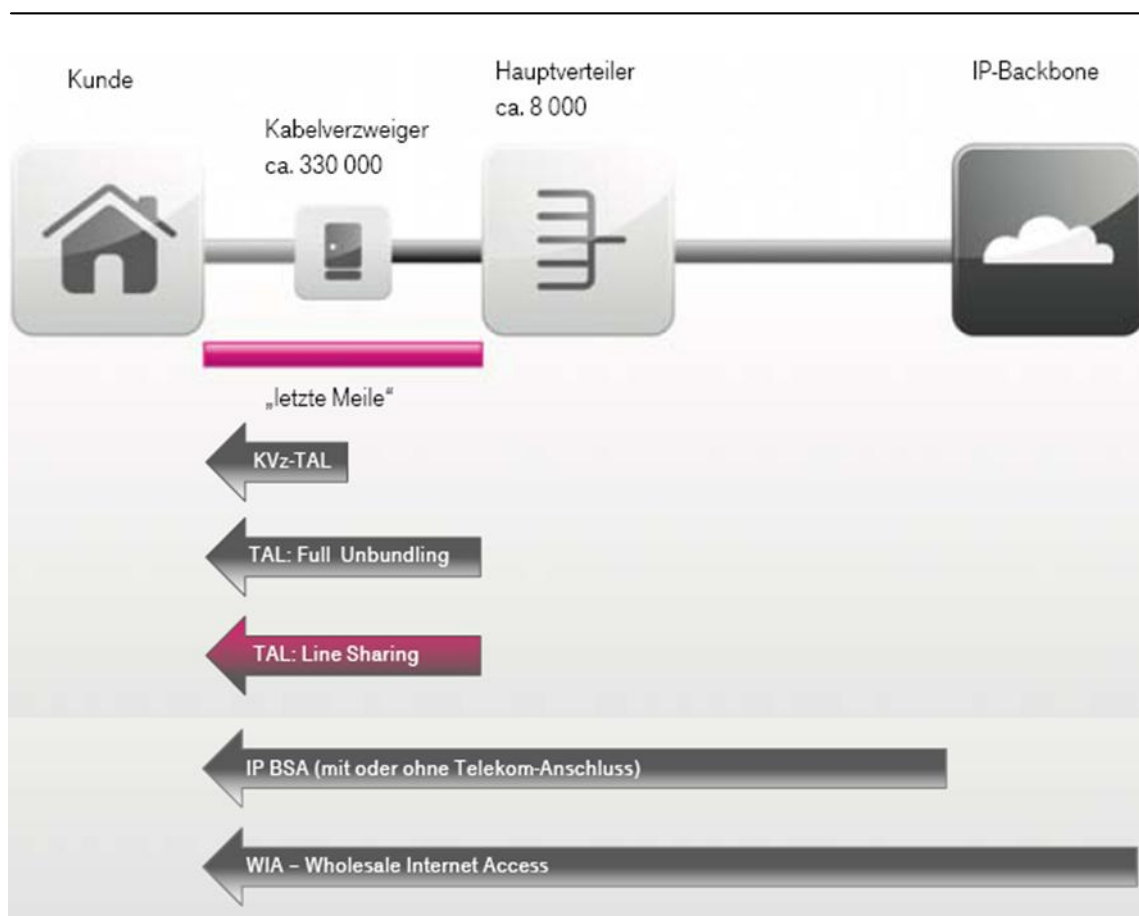 Kunde
Kabelverzweiger
ca. 330 000
Hauptverteiler
ca. 8 000
IP-Backbone
„letzte Meile“
KVz-TAL
TAL: Full Unbundling
TAL: Line Sharing
IP BSA (mit oder ohne Telekom-Anschluss)
WIA – Wholesale Internet Access